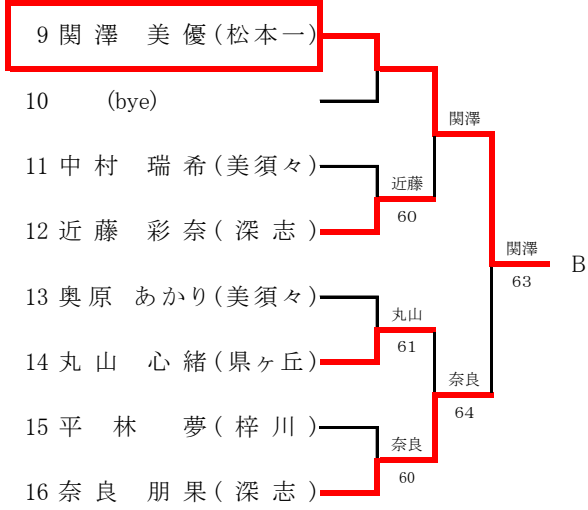 9 関 澤 美 優 (松本一)
10 (bye)
関澤
11 中 村 瑞 希 (美須々)
近藤
60
12 近 藤 彩 奈 ( 深 志 )
関澤
63
B
13 奥 原 あかり (美須々)
丸山
61
14 丸 山 心 緒 (県ヶ丘)
奈良
64
15 平 林 夢 ( 梓 川 )
奈良
60
16 奈 良 朋 果 ( 深 志 )